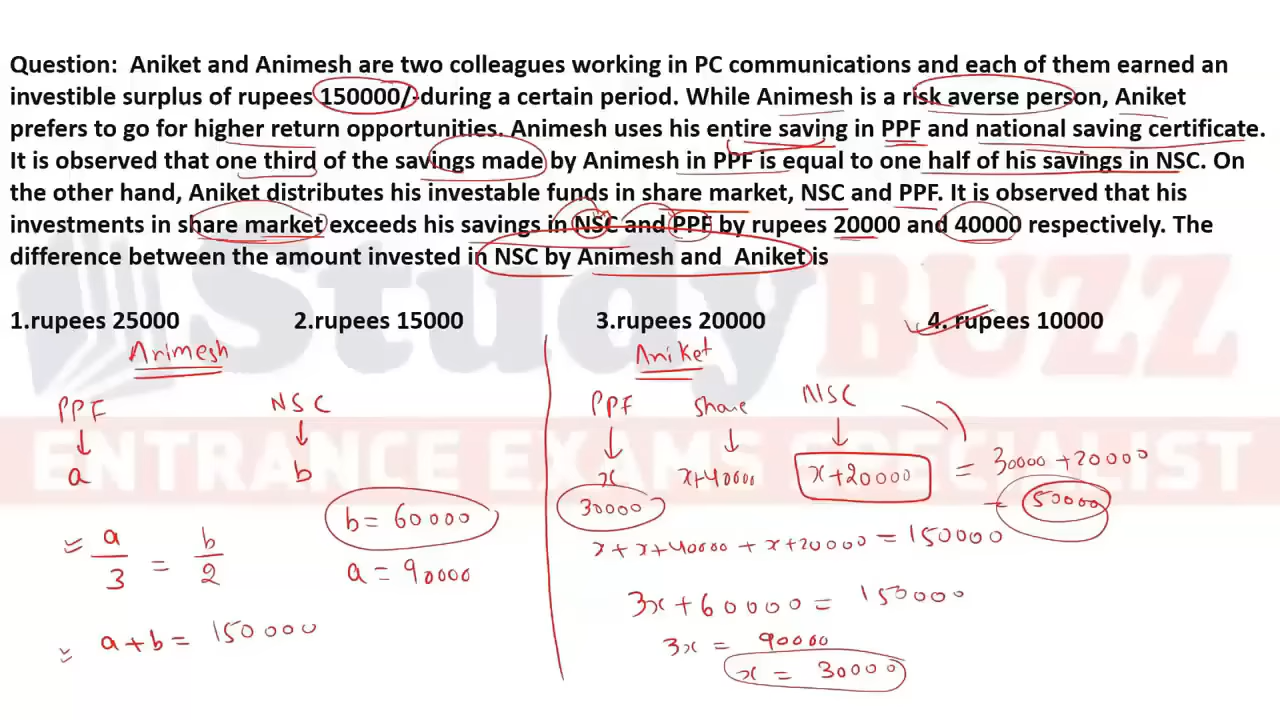 Question: Aniket and Animesh are two colleagues working in PC communications and each of them earned an
investible surplus of rupees 150000/-during a certain period. While Animesh is a risk averse person, Aniket
prefers to go for higher return opportunities. Animesh uses his entire saving in PPF and national saving certificate.
It is observed that one third of the savings made by Animesh in PPF is equal to one half of his savings in NSC. On
the other hand, Aniket distributes his investable funds in share market, NSC and PPF. It is observed that his
investments in share market exceeds his savings in NSC and PPF by rupees 20000 and 40000 respectively. The
difference between the amount invested in NSC by Animesh and Aniket is
Study
BUZZ
1.rupees 25000 2.rupees 15000 3.rupees 20000 4. rupees 10000
Animesh Aniket
PPF NSC PPF Share NSC
ENTRANCE EXAMS SPECIALIST
a b x x+40000 x+20000 = 30000+20000
30000 = 50000
b = 60000
a/3 = b/2 a = 90000
x + x+40000 + x+20000 = 150000
3x + 60000 = 150000
a + b = 150000
3x = 90000
x = 30000